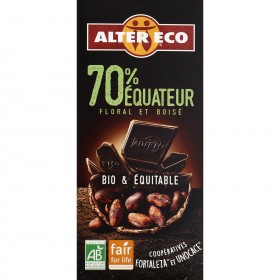 ALTER ECO
70%
ÉQUATEUR
FLORAL ET BOISÉ
BIO & ÉQUITABLE
AB
fair
for life
COOPÉRATIVES
FORTALEZA* ET UNOCACE*